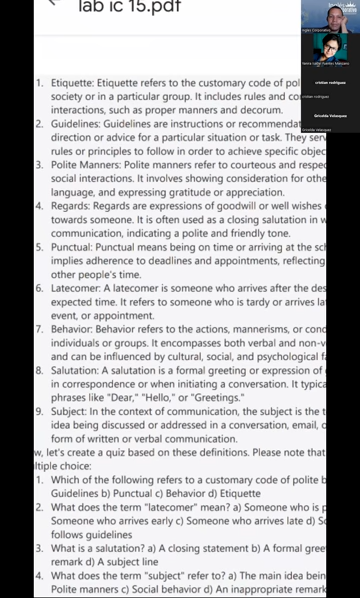 lab ic 15.pdf
1. Etiquette: Etiquette refers to the customary code of pol
society or in a particular group. It includes rules and co
interactions, such as proper manners and decorum.
2. Guidelines: Guidelines are instructions or recommendat
direction or advice for a particular situation or task. They serv
rules or principles to follow in order to achieve specific objec
3. Polite Manners: Polite manners refer to courteous and respec
social interactions. It involves showing consideration for othe
language, and expressing gratitude or appreciation.
4. Regards: Regards are expressions of goodwill or well wishes
towards someone. It is often used as a closing salutation in w
communication, indicating a polite and friendly tone.
5. Punctual: Punctual means being on time or arriving at the sch
implies adherence to deadlines and appointments, reflecting
other people's time.
6. Latecomer: A latecomer is someone who arrives after the des
expected time. It refers to someone who is tardy or arrives la
event, or appointment.
7. Behavior: Behavior refers to the actions, mannerisms, or conc
individuals or groups. It encompasses both verbal and non-v
and can be influenced by cultural, social, and psychological fa
8. Salutation: A salutation is a formal greeting or expression of
in correspondence or when initiating a conversation. It typica
phrases like "Dear," "Hello," or "Greetings."
9. Subject: In the context of communication, the subject is the t
idea being discussed or addressed in a conversation, email, c
form of written or verbal communication.
w, let's create a quiz based on these definitions. Please note that
ltiple choice:
1. Which of the following refers to a customary code of polite b
Guidelines b) Punctual c) Behavior d) Etiquette
2. What does the term "latecomer" mean? a) Someone who is p
Someone who arrives early c) Someone who arrives late d) Sc
follows guidelines
3. What is a salutation? a) A closing statement b) A formal gree
remark d) A subject line
4. What does the term "subject" refer to? a) The main idea bein
Polite manners c) Social behavior d) An inappropriate remark
cristian rodriguez
cristian rodriguez
Griselda Velasquez
Griselda Velasquez